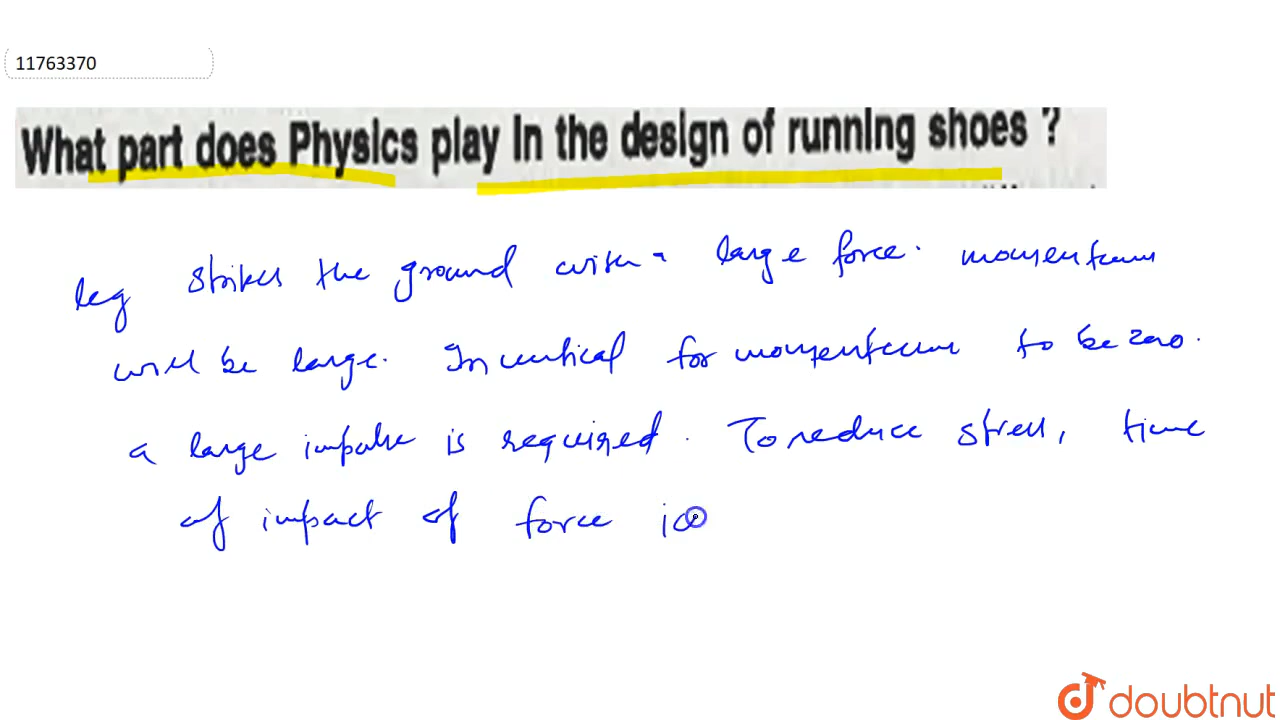 11763370
What part does Physics play in the design of running shoes ?
leg strikes the ground with a large force. momentum
will be large. In vertical for momentum to be zero.
a large impulse is required. To reduce stress, time
of impact of force is
doubtnut